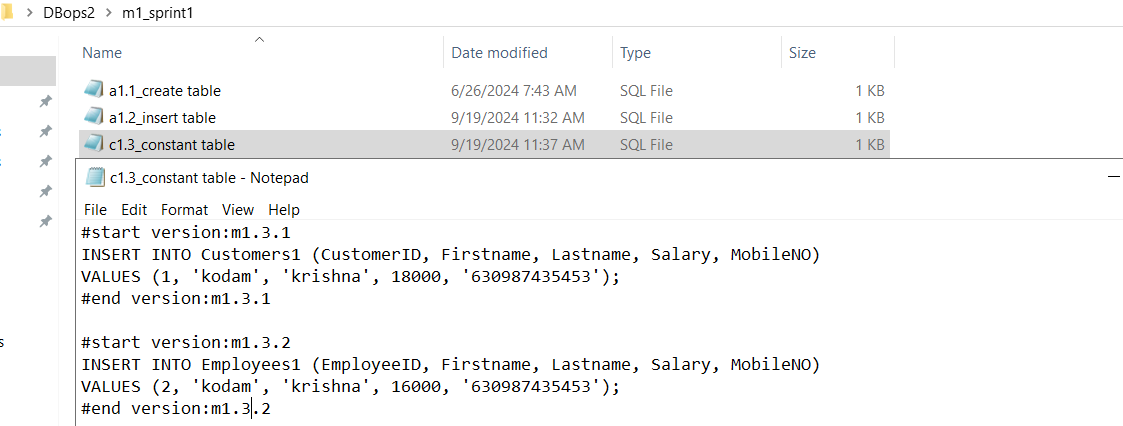 > DBops2 > m1_sprint1
Name Date modified Type Size
a1.1_create table 6/26/2024 7:43 AM SQL File 1 KB
a1.2_insert table 9/19/2024 11:32 AM SQL File 1 KB
c1.3_constant table 9/19/2024 11:37 AM SQL File 1 KB
c1.3_constant table - Notepad
File Edit Format View Help
#start version:m1.3.1
INSERT INTO Customers1 (CustomerID, Firstname, Lastname, Salary, MobileNO)
VALUES (1, 'kodam', 'krishna', 18000, '630987435453');
#end version:m1.3.1
#start version:m1.3.2
INSERT INTO Employees1 (EmployeeID, Firstname, Lastname, Salary, MobileNO)
VALUES (2, 'kodam', 'krishna', 16000, '630987435453');
#end version:m1.3.2